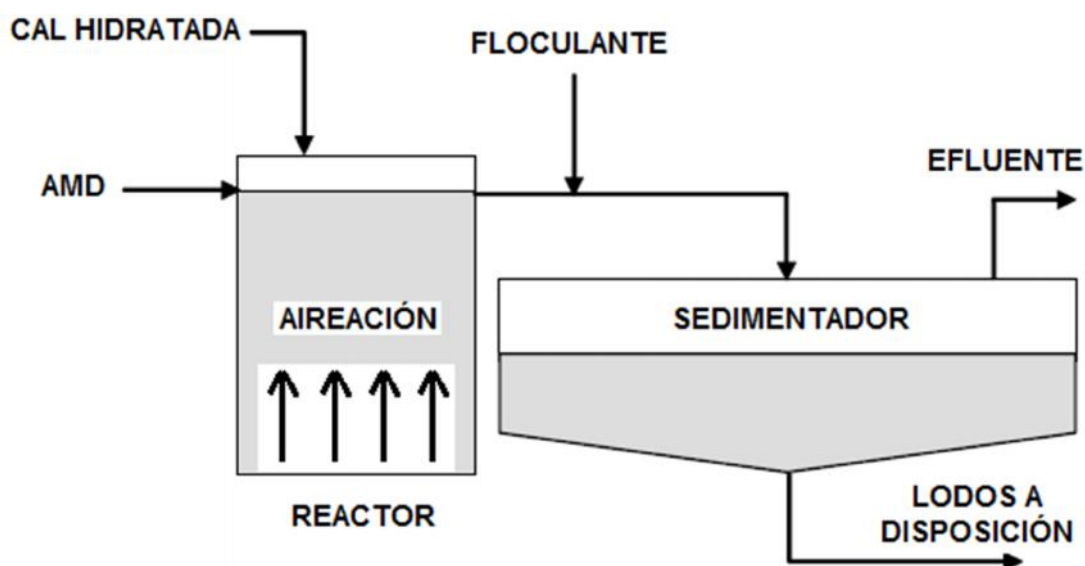 CAL HIDRATADA
FLOCULANTE
EFLUENTE
AMD
AIREACIÓN
SEDIMENTADOR
REACTOR
LODOS A
DISPOSICIÓN